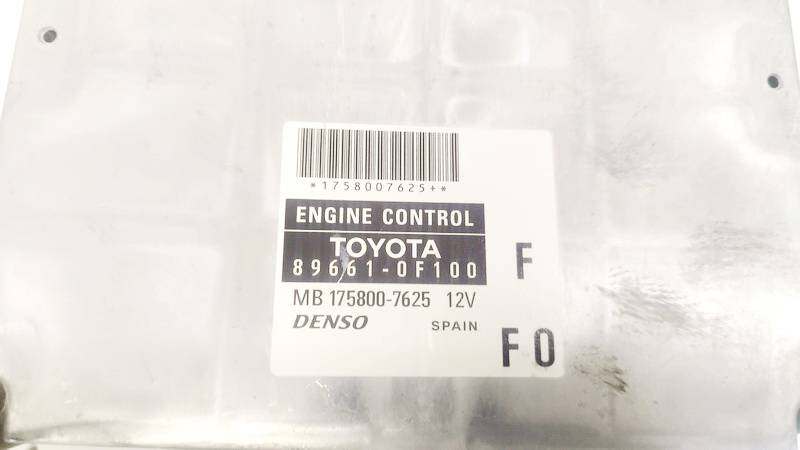 *1758007625+*
ENGINE CONTROL
TOYOTA
89661-0F100
F
MB 175800-7625 12V
DENSO SPAIN
F0